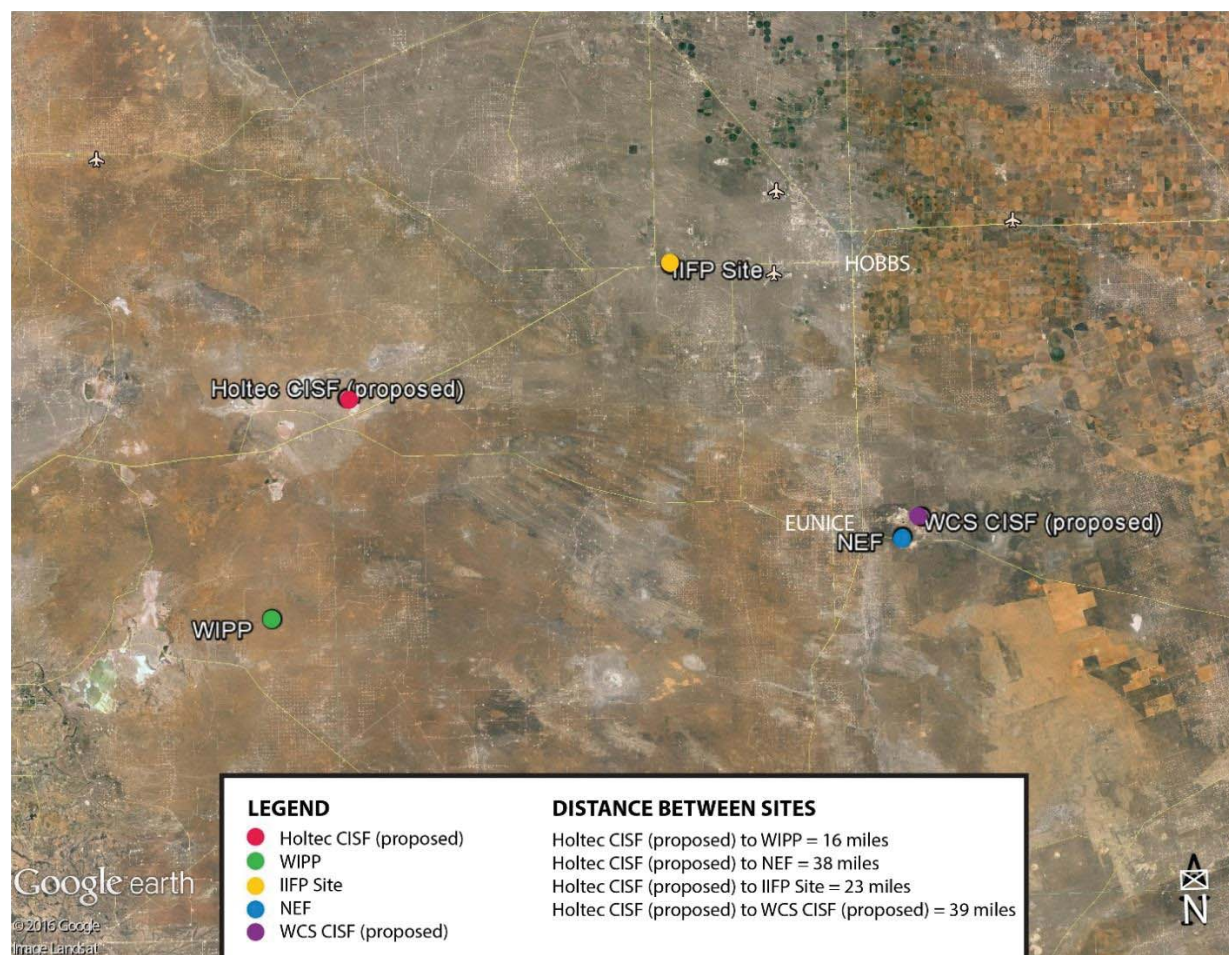 HOBBS
IIFP Site
Holtec CISF (proposed)
EUNICE
WCS CISF (proposed)
NEF
WIPP
LEGEND
Holtec CISF (proposed)
WIPP
IIFP Site
NEF
WCS CISF (proposed)
DISTANCE BETWEEN SITES
Holtec CISF (proposed) to WIPP = 16 miles
Holtec CISF (proposed) to NEF = 38 miles
Holtec CISF (proposed) to IIFP Site = 23 miles
Holtec CISF (proposed) to WCS CISF (proposed) = 39 miles
Google earth
© 2016 Google
Image Landsat
N